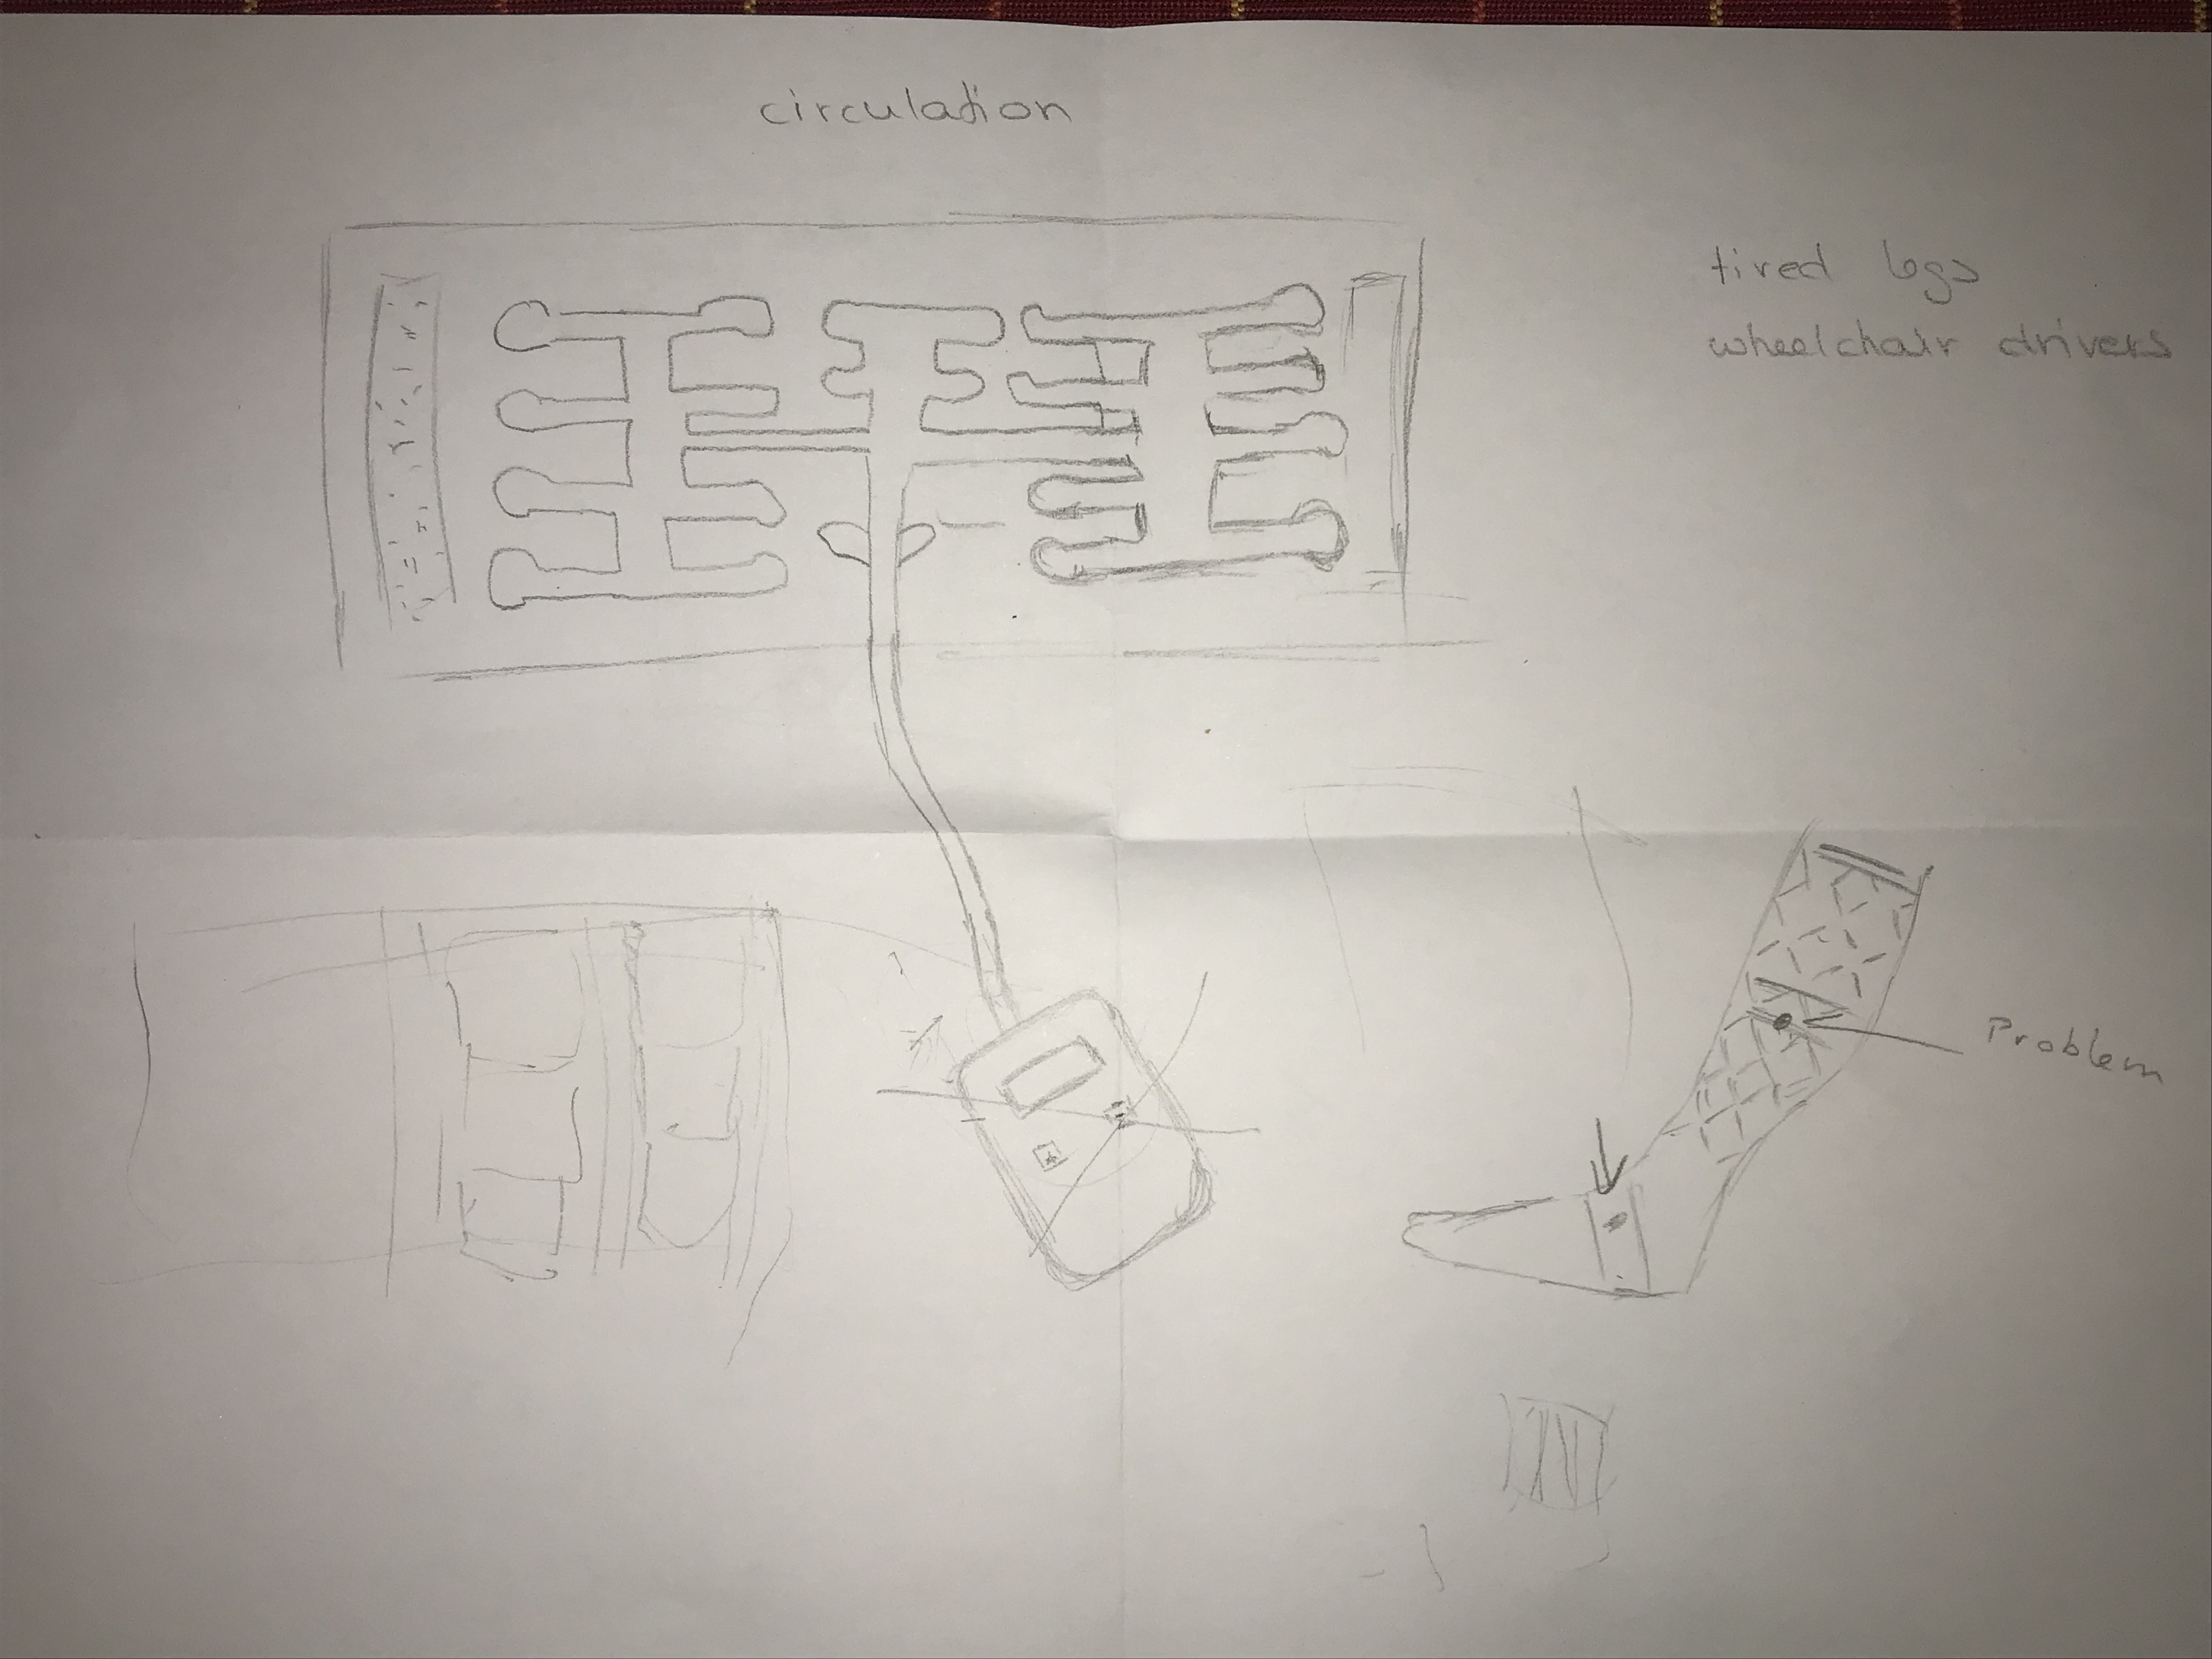 circulation
tired legs
wheelchair drivers
Problem